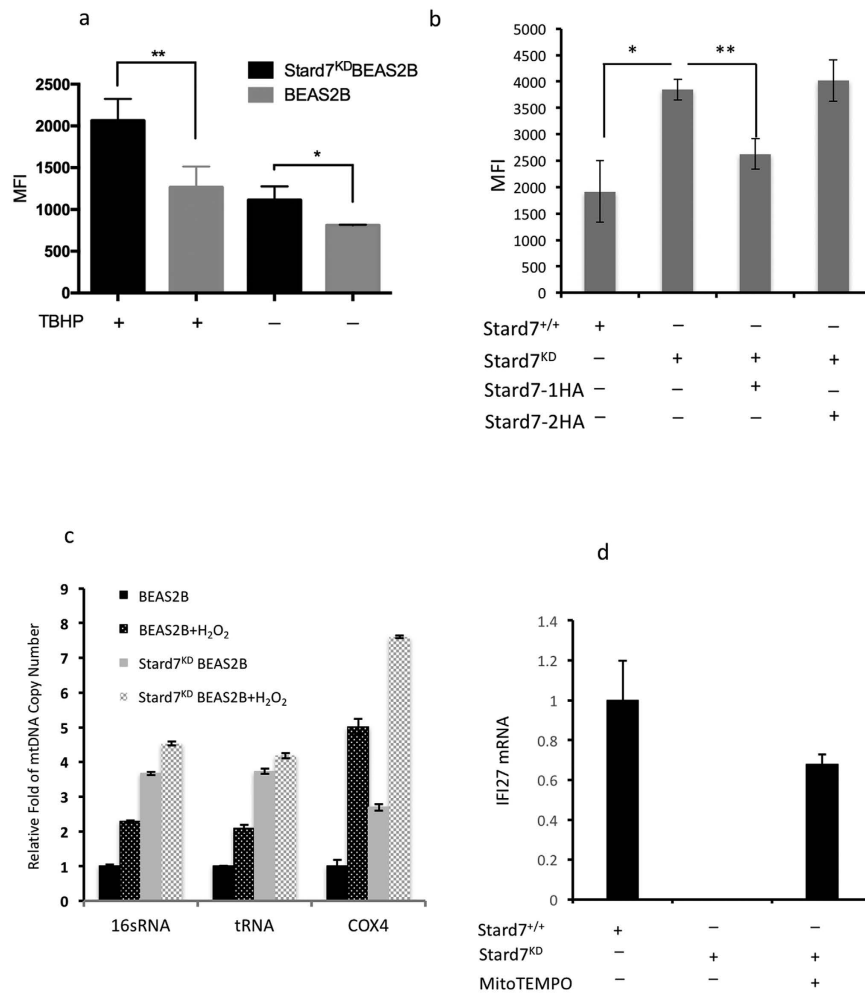 a
**
Stard7KDBEAS2B
BEAS2B
2500
2000
1500
1000
500
0
*
MFI
TBHP + + – –
b
* **
5000
4500
4000
3500
3000
2500
2000
1500
1000
500
0
MFI
Stard7+/+ + – – –
Stard7KD – + + +
Stard7-1HA – – + –
Stard7-2HA – – – +
c
9
8
7
6
5
4
3
2
1
0
Relative Fold of mtDNA Copy Number
BEAS2B
BEAS2B+H₂O₂
Stard7KD BEAS2B
Stard7KD BEAS2B+H₂O₂
16sRNA tRNA COX4
d
1.4
1.2
1
0.8
0.6
0.4
0.2
0
IFI27 mRNA
Stard7+/+ + – –
Stard7KD – + +
MitoTEMPO – – +